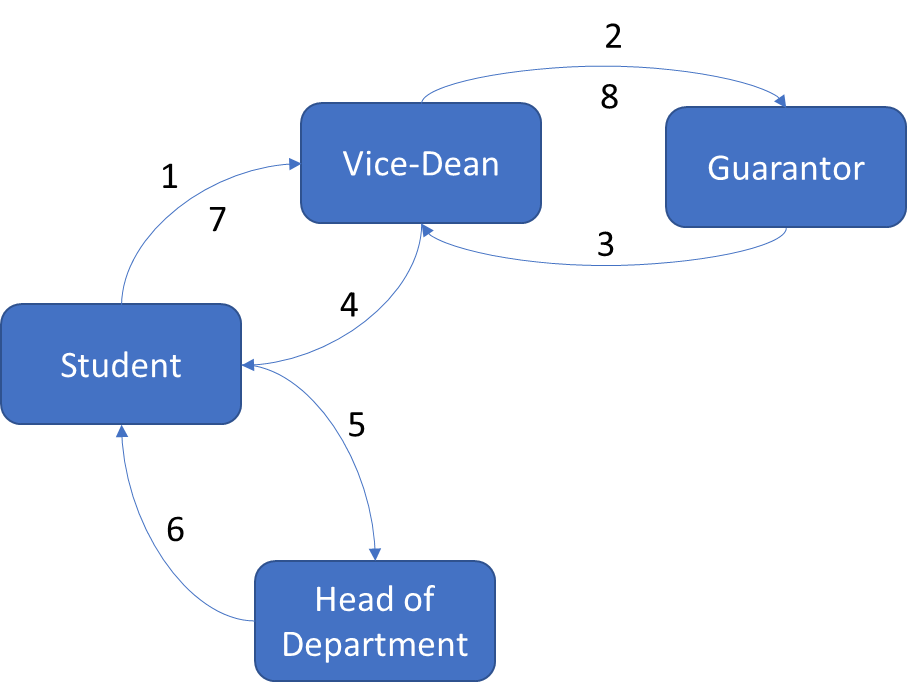 2
8
Vice-Dean
Guarantor
1
7
3
4
Student
5
6
Head of
Department